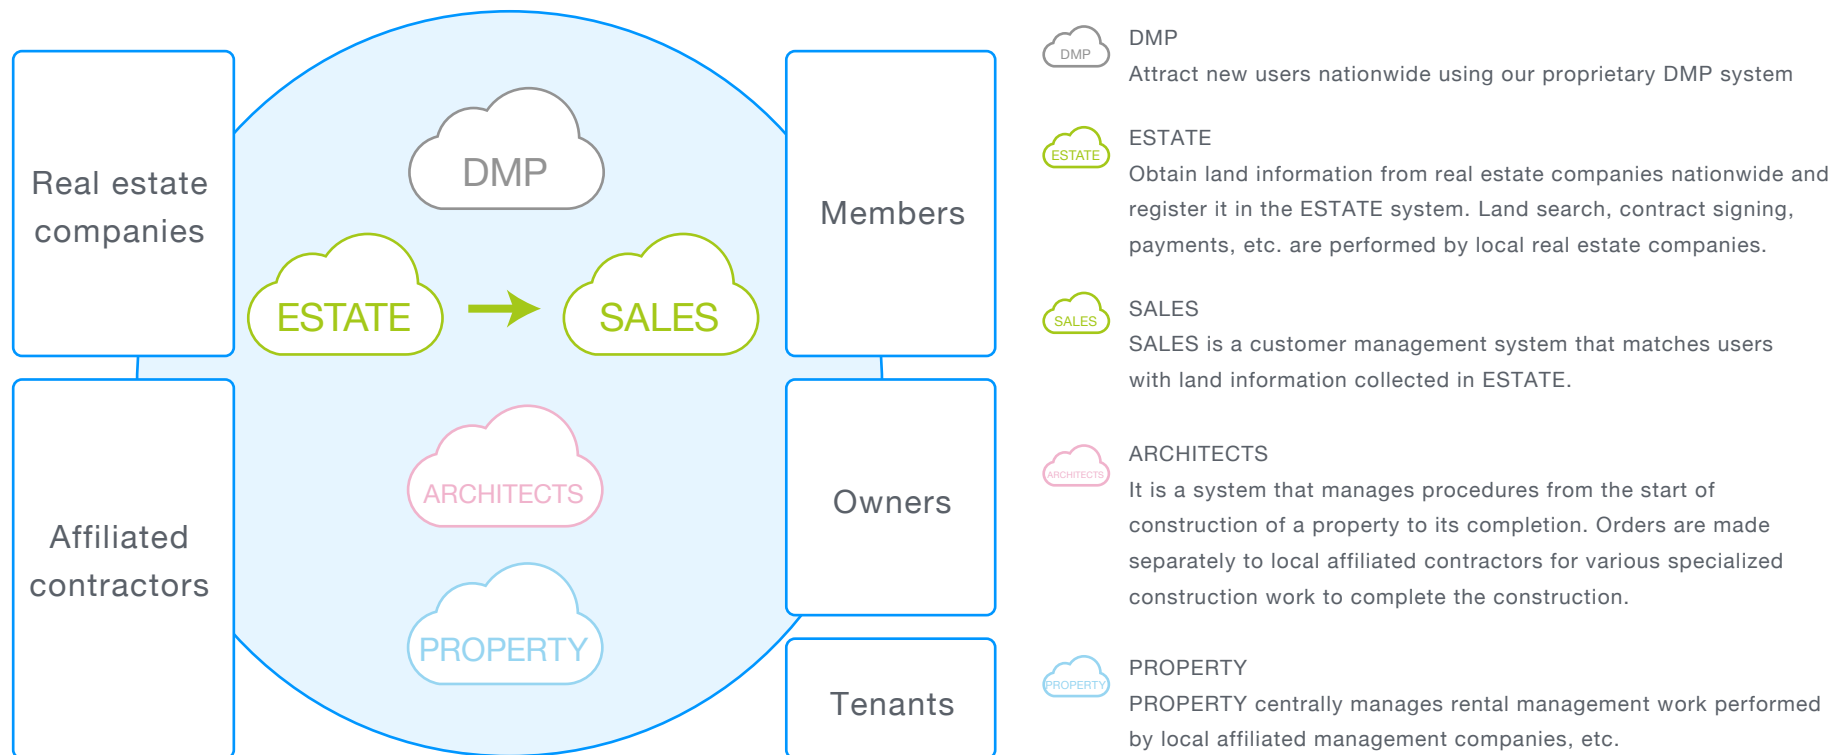 Real estate
companies
Affiliated
contractors
DMP
ESTATE
SALES
ARCHITECTS
PROPERTY
Members
Owners
Tenants
DMP
DMP
Attract new users nationwide using our proprietary DMP system
ESTATE
ESTATE
Obtain land information from real estate companies nationwide and
register it in the ESTATE system. Land search, contract signing,
payments, etc. are performed by local real estate companies.
SALES
SALES
SALES is a customer management system that matches users
with land information collected in ESTATE.
ARCHITECTS
ARCHITECTS
It is a system that manages procedures from the start of
construction of a property to its completion. Orders are made
separately to local affiliated contractors for various specialized
construction work to complete the construction.
PROPERTY
PROPERTY
PROPERTY centrally manages rental management work performed
by local affiliated management companies, etc.